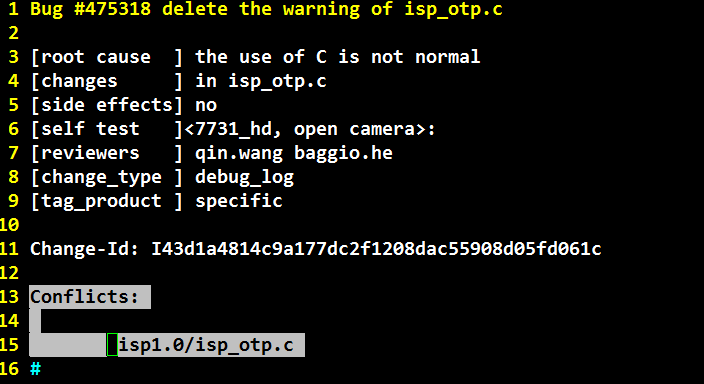 1 Bug #475318 delete the warning of isp_otp.c
2
3 [root cause  ] the use of C is not normal
4 [changes     ] in isp_otp.c
5 [side effects] no
6 [self test   ]<7731_hd, open camera>:
7 [reviewers   ] qin.wang baggio.he
8 [change_type ] debug_log
9 [tag_product ] specific
10
11 Change-Id: I43d1a4814c9a177dc2f1208dac55908d05fd061c
12
13 Conflicts:
14
15        isp1.0/isp_otp.c
16 #